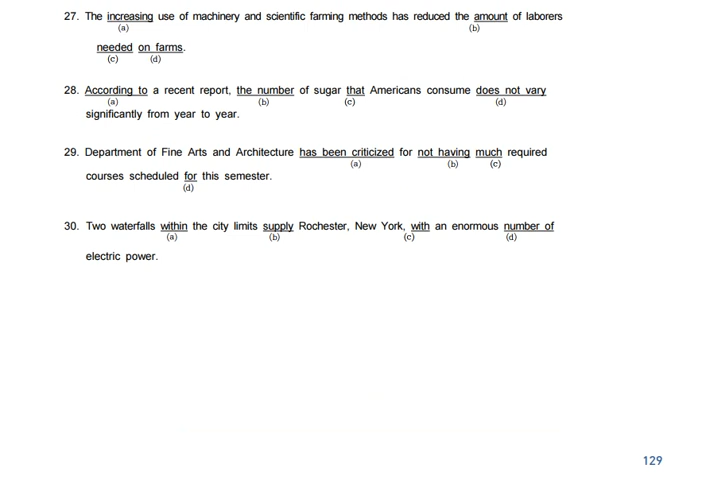 27. The increasing use of machinery and scientific farming methods has reduced the amount of laborers
(a) (b)
needed on farms.
(c) (d)
28. According to a recent report, the number of sugar that Americans consume does not vary
(a) (b) (c) (d)
significantly from year to year.
29. Department of Fine Arts and Architecture has been criticized for not having much required
(a) (b) (c)
courses scheduled for this semester.
(d)
30. Two waterfalls within the city limits supply Rochester, New York, with an enormous number of
(a) (b) (c) (d)
electric power.
129